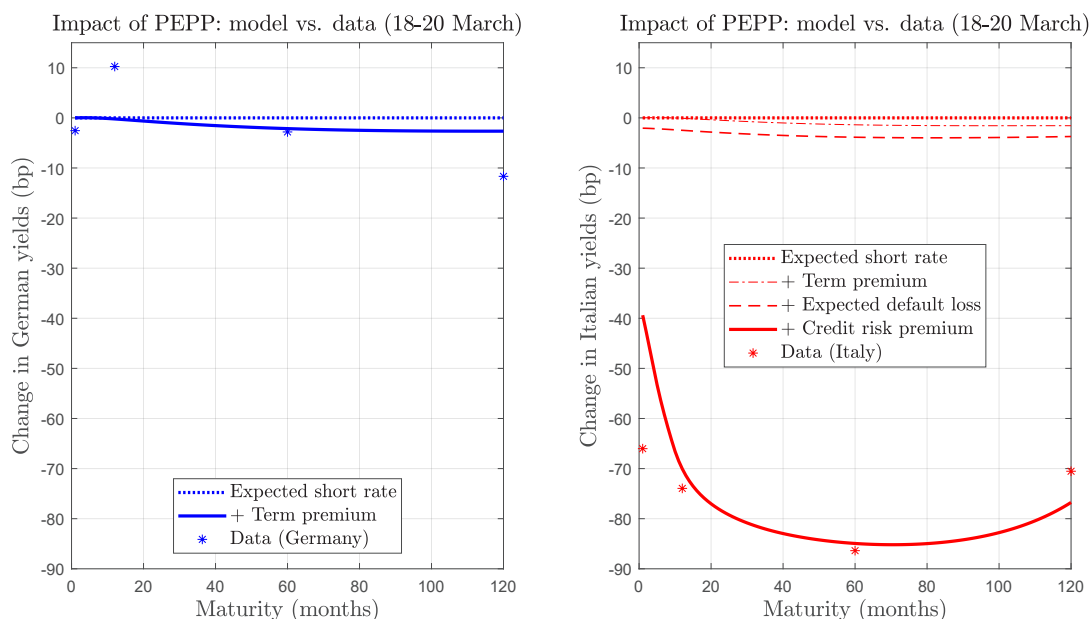 Impact of PEPP: model vs. data (18-20 March)
Change in German yields (bp)
10
0
-10
-20
-30
-40
-50
-60
-70
-80
-90
Expected short rate
+ Term premium
Data (Germany)
0
20
40
60
80
100
120
Maturity (months)
Impact of PEPP: model vs. data (18-20 March)
Change in Italian yields (bp)
10
0
-10
-20
-30
-40
-50
-60
-70
-80
-90
Expected short rate
+ Term premium
+ Expected default loss
+ Credit risk premium
Data (Italy)
0
20
40
60
80
100
120
Maturity (months)